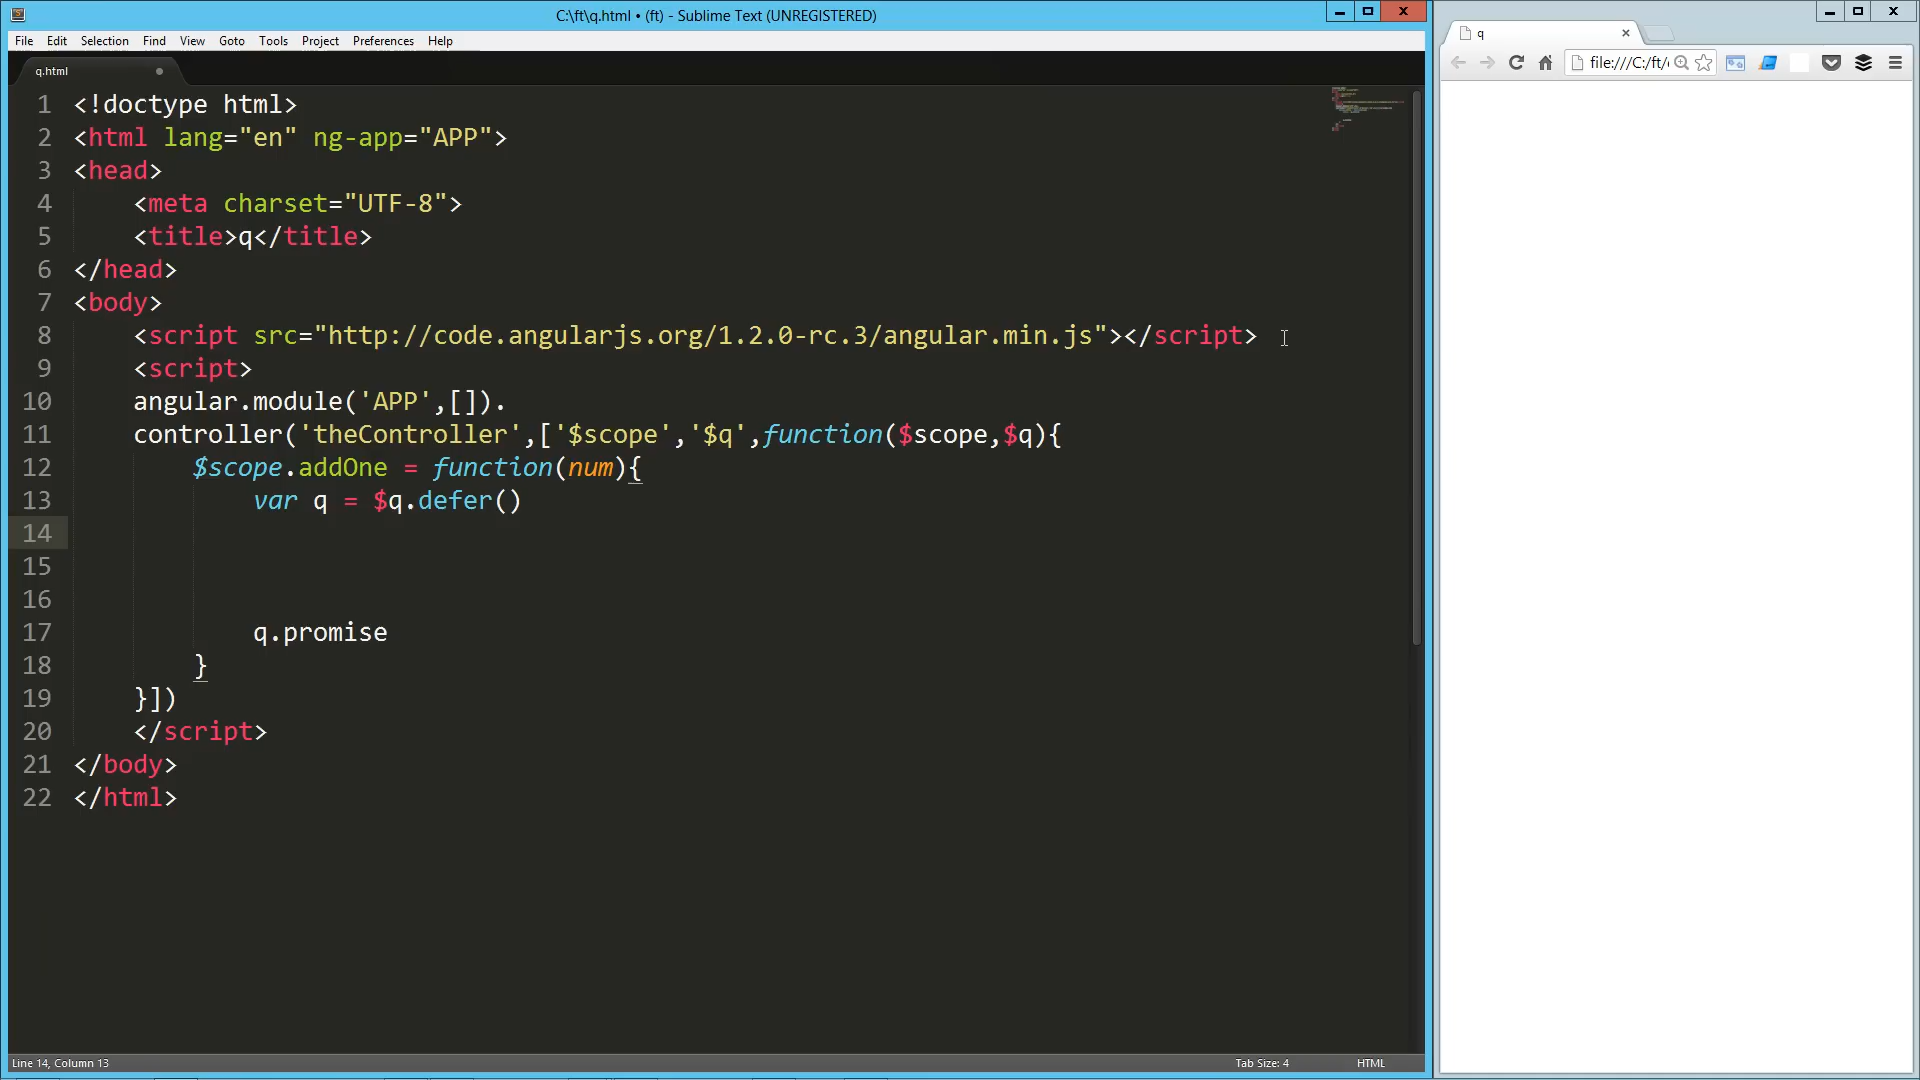 C:\ft\q.html • (ft) - Sublime Text (UNREGISTERED)
File Edit Selection Find View Goto Tools Project Preferences Help
q.html
1 <!doctype html>
2 <html lang="en" ng-app="APP">
3 <head>
4 <meta charset="UTF-8">
5 <title>q</title>
6 </head>
7 <body>
8 <script src="http://code.angularjs.org/1.2.0-rc.3/angular.min.js"></script>
9 <script>
10 angular.module('APP',[]).
11 controller('theController',['$scope','$q',function($scope,$q){
12 $scope.addOne = function(num){
13 var q = $q.defer()
14
15
16
17 q.promise
18 }
19 }])
20 </script>
21 </body>
22 </html>
Line 14, Column 13
Tab Size: 4
HTML
q
file:///C:/ft/